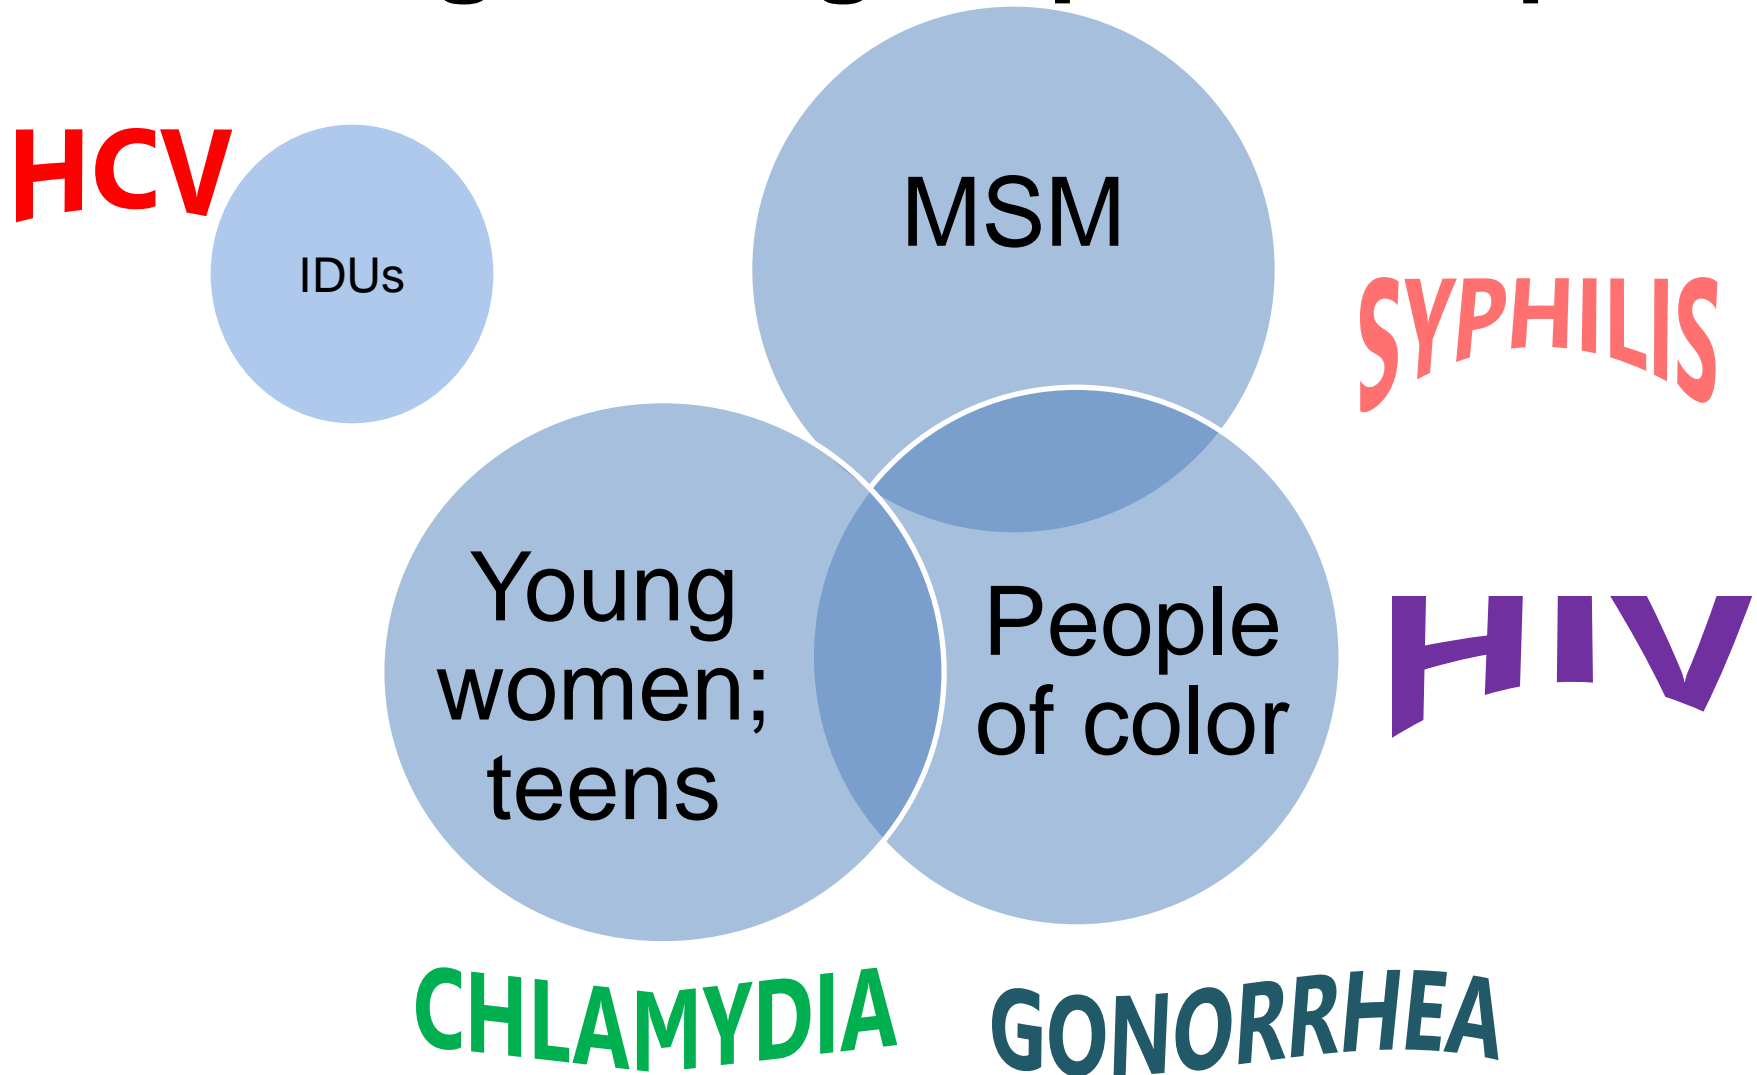 HCV
IDUs
MSM
SYPHILIS
Young
women;
teens
People
of color
HIV
CHLAMYDIA
GONORRHEA